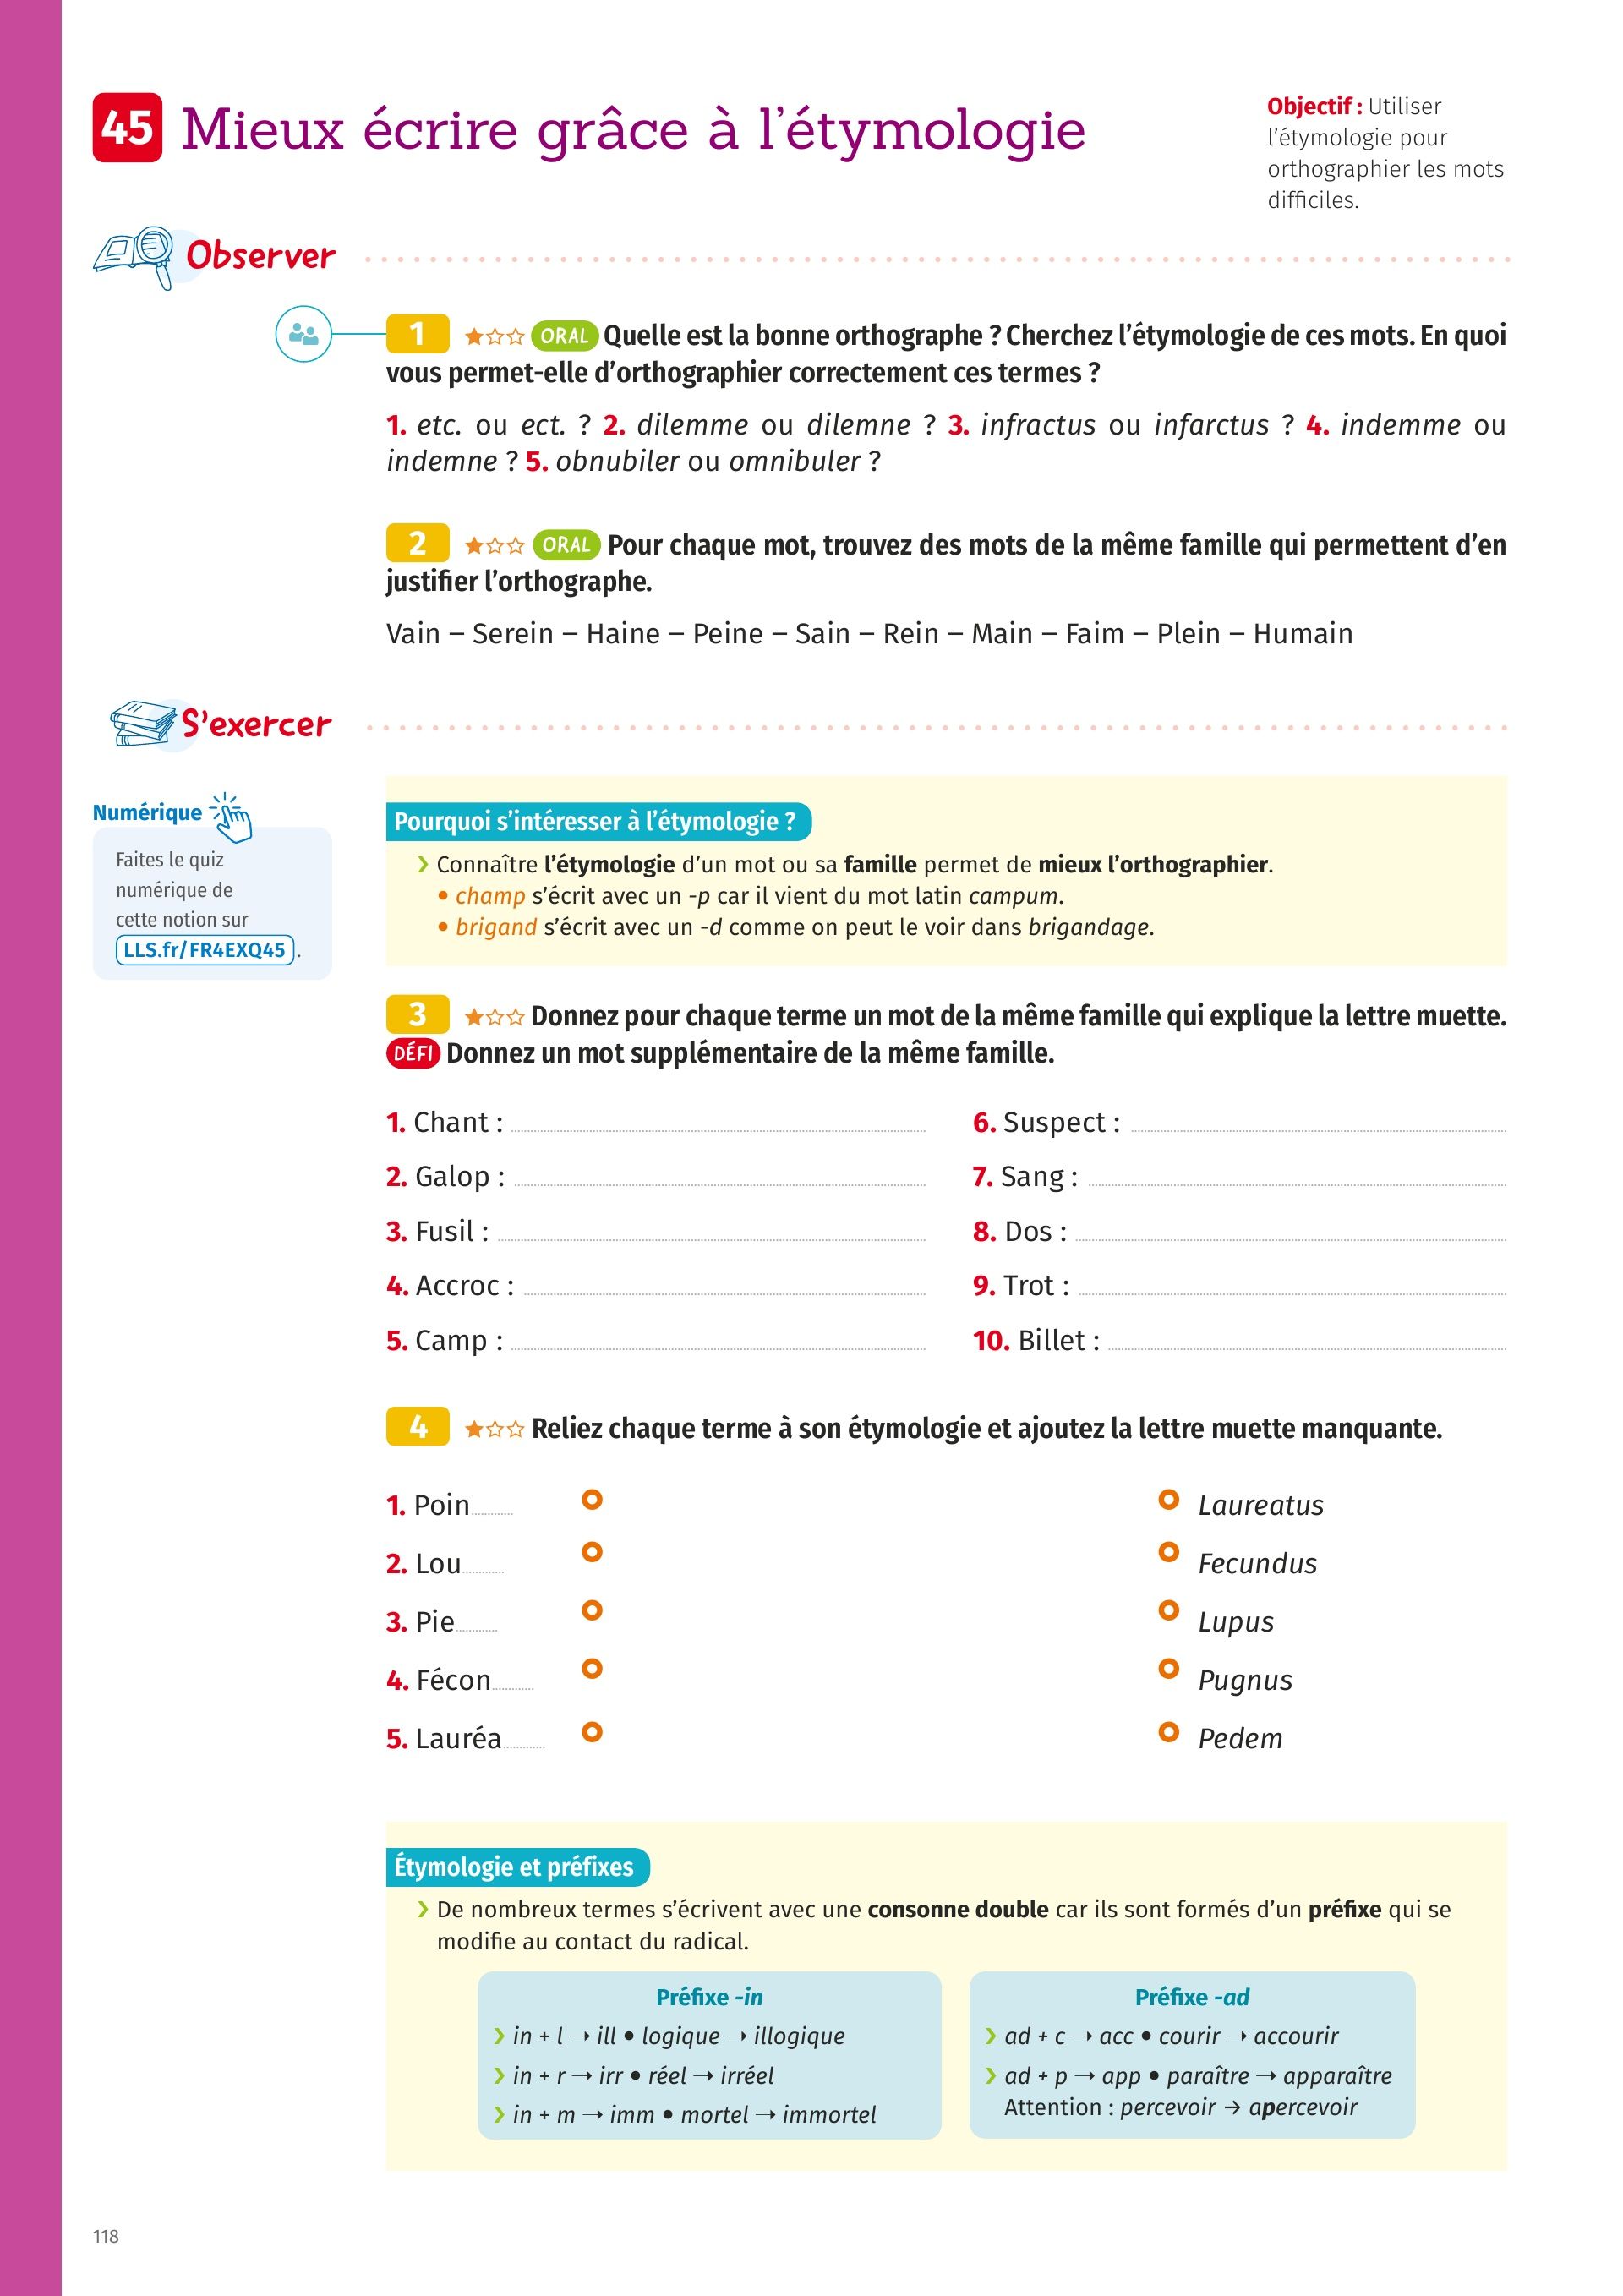 45 Mieux écrire grâce à l’étymologie
Objectif : Utiliser
l’étymologie pour
orthographier les mots
difficiles.
Observer
1 ORAL Quelle est la bonne orthographe ? Cherchez l’étymologie de ces mots. En quoi
vous permet-elle d’orthographier correctement ces termes ?
1. etc. ou ect. ? 2. dilemme ou dilemne ? 3. infractus ou infarctus ? 4. indemme ou
indemne ? 5. obnubiler ou omnibuler ?
2 ORAL Pour chaque mot, trouvez des mots de la même famille qui permettent d’en
justifier l’orthographe.
Vain – Serein – Haine – Peine – Sain – Rein – Main – Faim – Plein – Humain
S’exercer
Numérique
Faites le quiz
numérique de
cette notion sur
LLS.fr/FR4EXQ45.
Pourquoi s’intéresser à l’étymologie ?
Connaître l’étymologie d’un mot ou sa famille permet de mieux l’orthographier.
• champ s’écrit avec un -p car il vient du mot latin campum.
• brigand s’écrit avec un -d comme on peut le voir dans brigandage.
3 Donnez pour chaque terme un mot de la même famille qui explique la lettre muette.
DÉFI Donnez un mot supplémentaire de la même famille.
1. Chant :
2. Galop :
3. Fusil :
4. Accroc :
5. Camp :
6. Suspect :
7. Sang :
8. Dos :
9. Trot :
10. Billet :
4 Reliez chaque terme à son étymologie et ajoutez la lettre muette manquante.
1. Poin
2. Lou
3. Pie
4. Fécon
5. Lauréa
Laureatus
Fecundus
Lupus
Pugnus
Pedem
Étymologie et préfixes
De nombreux termes s’écrivent avec une consonne double car ils sont formés d’un préfixe qui se
modifie au contact du radical.
Préfixe -in
in + l → ill • logique → illogique
in + r → irr • réel → irréel
in + m → imm • mortel → immortel
Préfixe -ad
ad + c → acc • courir → accourir
ad + p → app • paraître → apparaître
Attention : percevoir → apercevoir
118